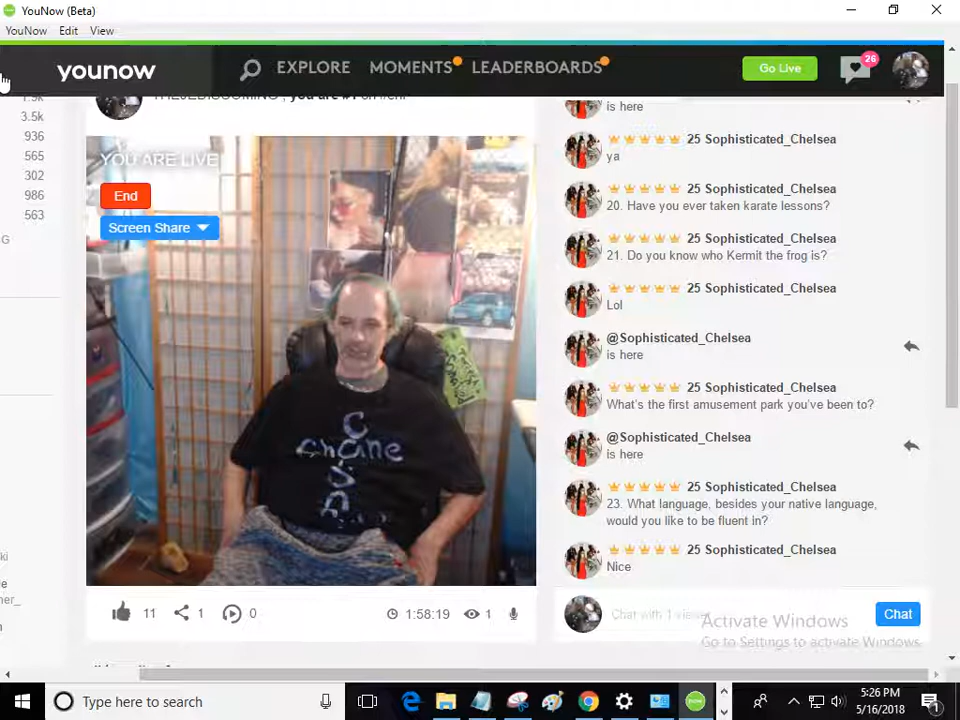 YouNow (Beta)
YouNow Edit View
younow EXPLORE MOMENTS LEADERBOARDS Go Live 26
3.5k
936
565
302
986
563
G
YOU ARE LIVE
End
Screen Share
11 1 0 1:58:19 1
is here
25 Sophisticated_Chelsea
ya
25 Sophisticated_Chelsea
20. Have you ever taken karate lessons?
25 Sophisticated_Chelsea
21. Do you know who Kermit the frog is?
25 Sophisticated_Chelsea
Lol
@Sophisticated_Chelsea
is here
25 Sophisticated_Chelsea
What's the first amusement park you've been to?
@Sophisticated_Chelsea
is here
25 Sophisticated_Chelsea
23. What language, besides your native language,
would you like to be fluent in?
25 Sophisticated_Chelsea
Nice
Chat with 1 viewer Chat
Activate Windows
Go to Settings to activate Windows.
Type here to search
5:26 PM
5/16/2018
1